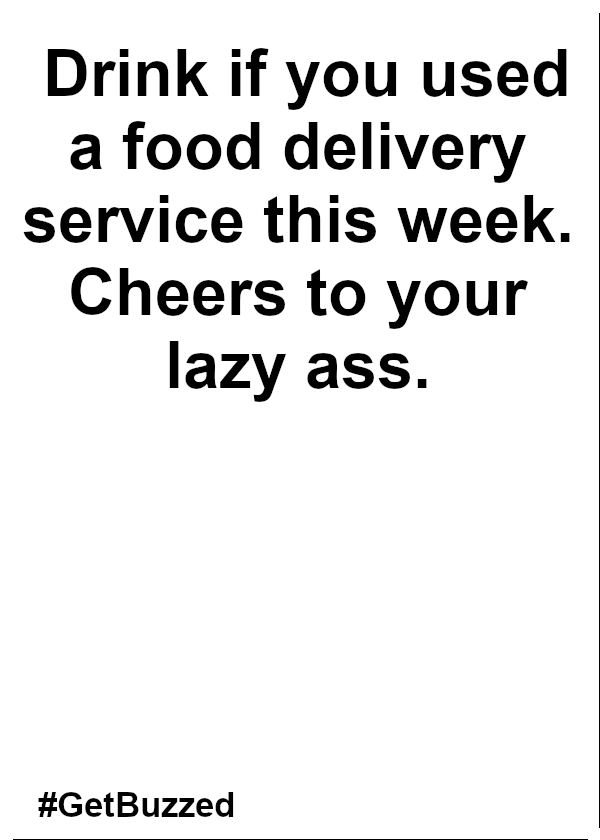 Drink if you used
a food delivery
service this week.
Cheers to your
lazy ass.
#GetBuzzed